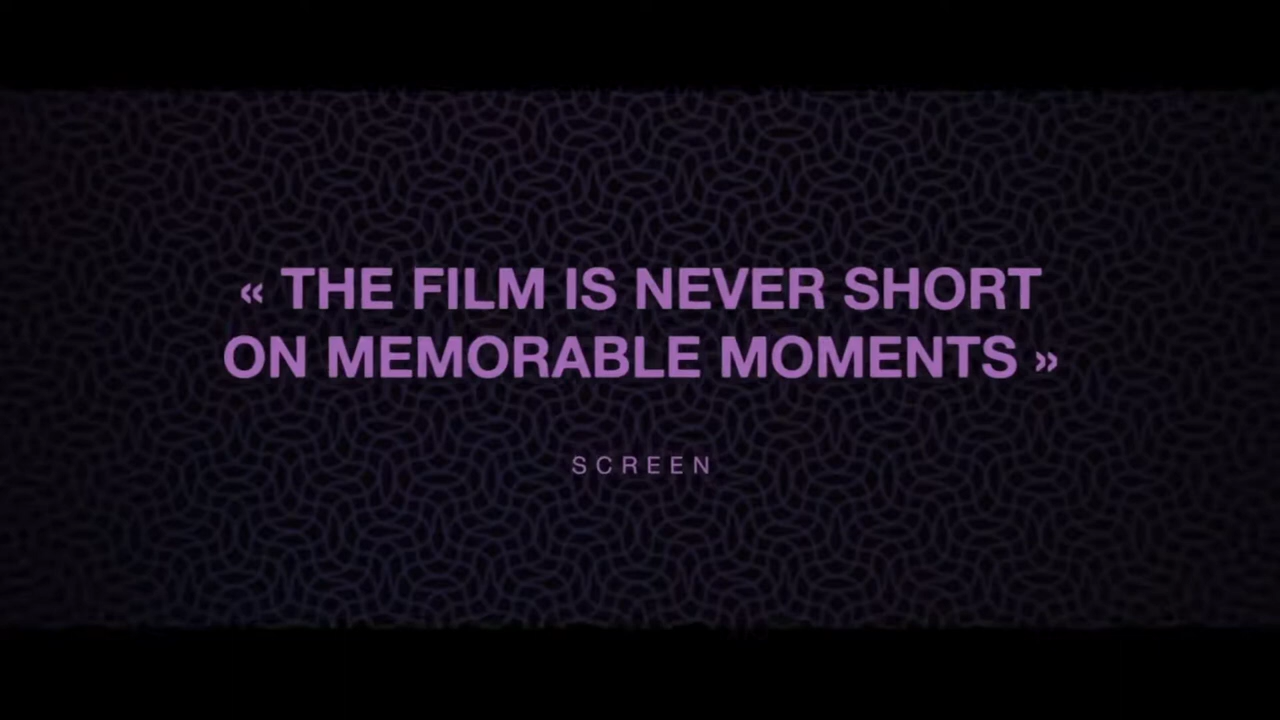 « THE FILM IS NEVER SHORT
ON MEMORABLE MOMENTS »
SCREEN